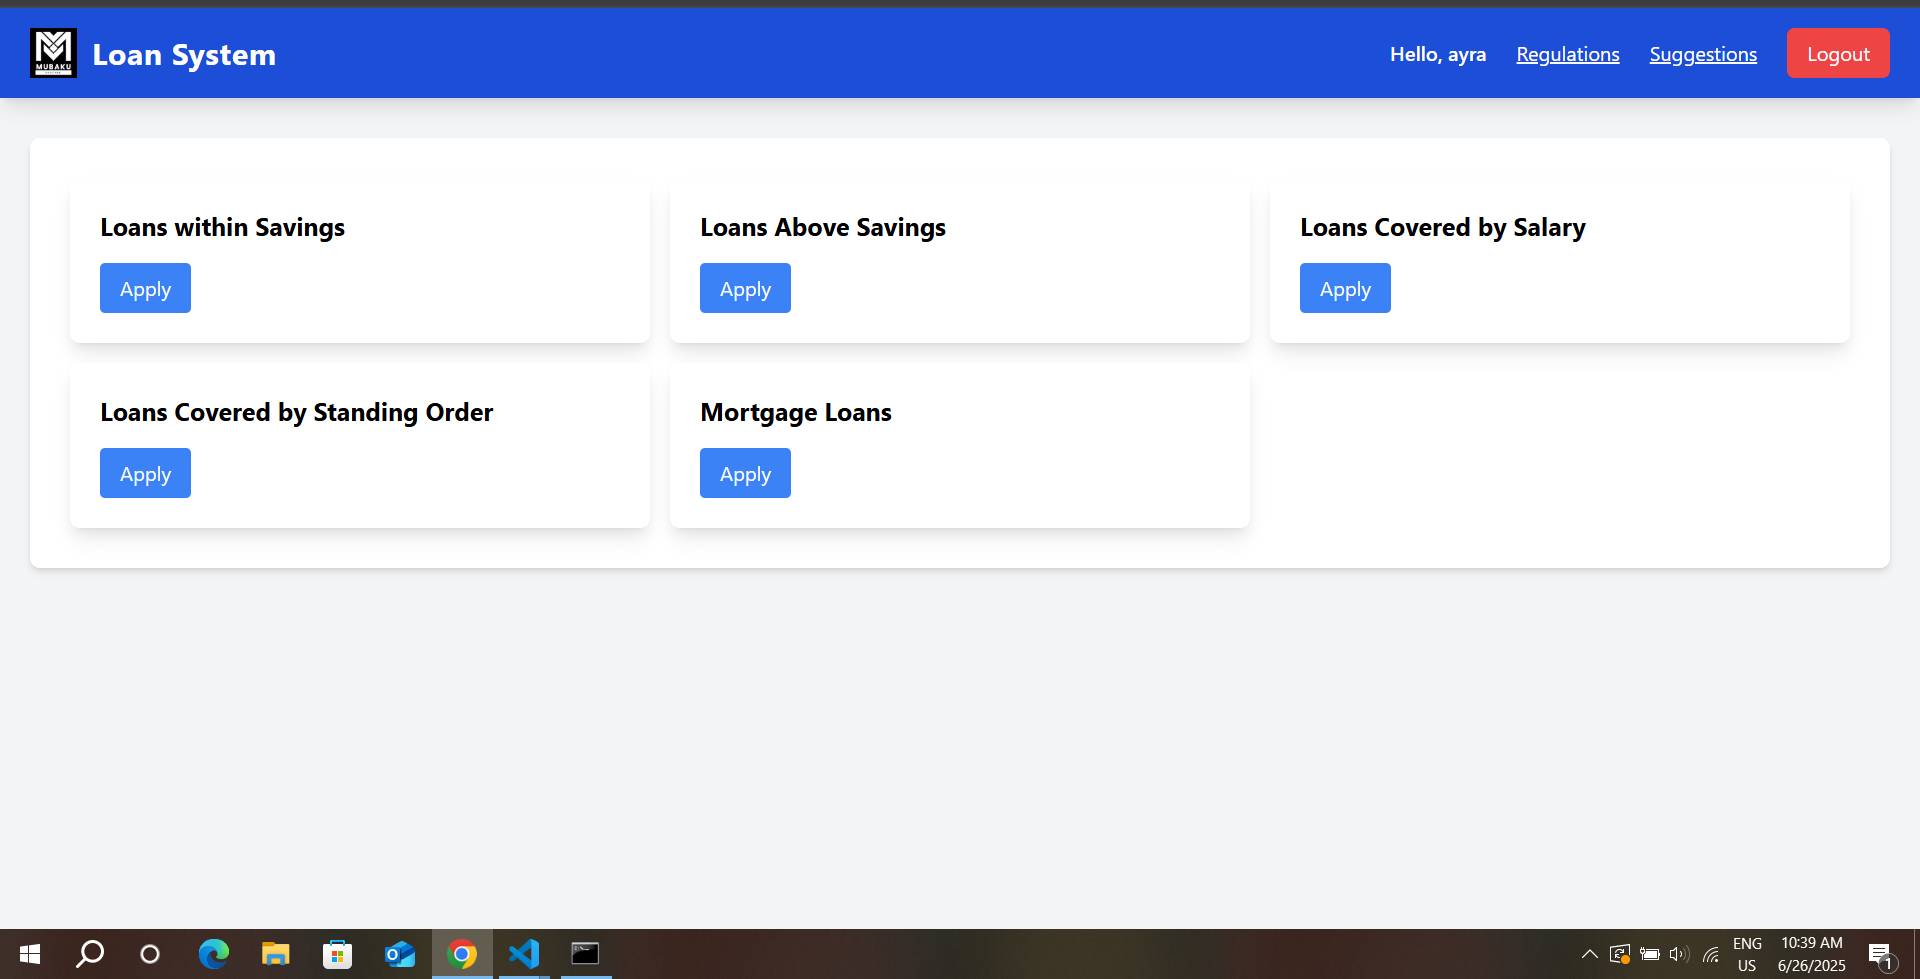 MUBAKU
Loan System
Hello, ayra
Regulations
Suggestions
Logout
Loans within Savings
Apply
Loans Above Savings
Apply
Loans Covered by Salary
Apply
Loans Covered by Standing Order
Apply
Mortgage Loans
Apply
ENG
US
10:39 AM
6/26/2025
1